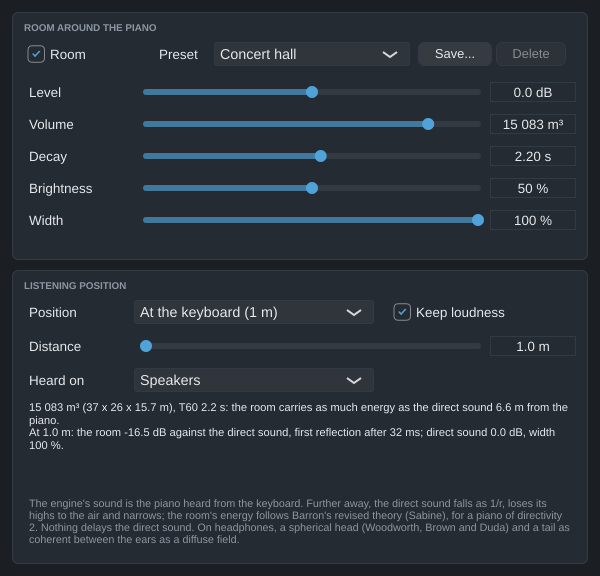 ROOM AROUND THE PIANO
Room
Preset
Concert hall
Save...
Delete
Level
0.0 dB
Volume
15 083 m³
Decay
2.20 s
Brightness
50 %
Width
100 %
LISTENING POSITION
Position
At the keyboard (1 m)
Keep loudness
Distance
1.0 m
Heard on
Speakers
15 083 m³ (37 x 26 x 15.7 m), T60 2.2 s: the room carries as much energy as the direct sound 6.6 m from the
piano.
At 1.0 m: the room -16.5 dB against the direct sound, first reflection after 32 ms; direct sound 0.0 dB, width
100 %.
The engine's sound is the piano heard from the keyboard. Further away, the direct sound falls as 1/r, loses its
highs to the air and narrows; the room's energy follows Barron's revised theory (Sabine), for a piano of directivity
2. Nothing delays the direct sound. On headphones, a spherical head (Woodworth, Brown and Duda) and a tail as
coherent between the ears as a diffuse field.